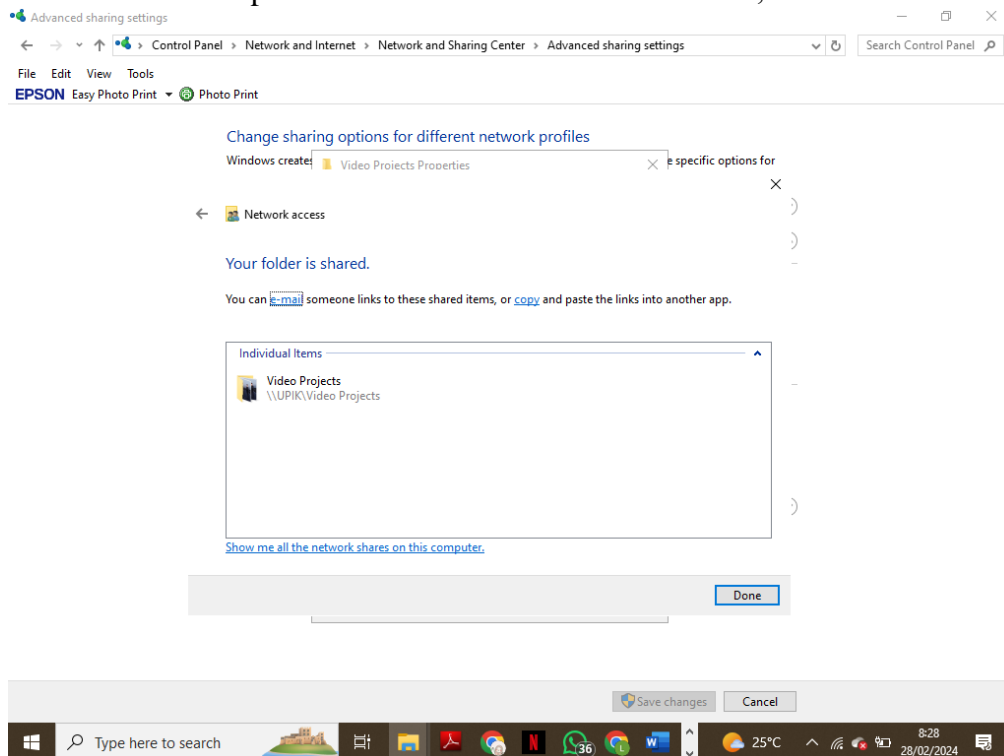 Advanced sharing settings
Control Panel > Network and Internet > Network and Sharing Center > Advanced sharing settings
Search Control Panel
File Edit View Tools
EPSON Easy Photo Print Photo Print
Change sharing options for different network profiles
Windows creates
Video Projects Properties
e specific options for
Network access
Your folder is shared.
You can e-mail someone links to these shared items, or copy and paste the links into another app.
Individual Items
Video Projects
\\UPIK\Video Projects
Show me all the network shares on this computer.
Done
Save changes Cancel
Type here to search
36
25°C
8:28
28/02/2024